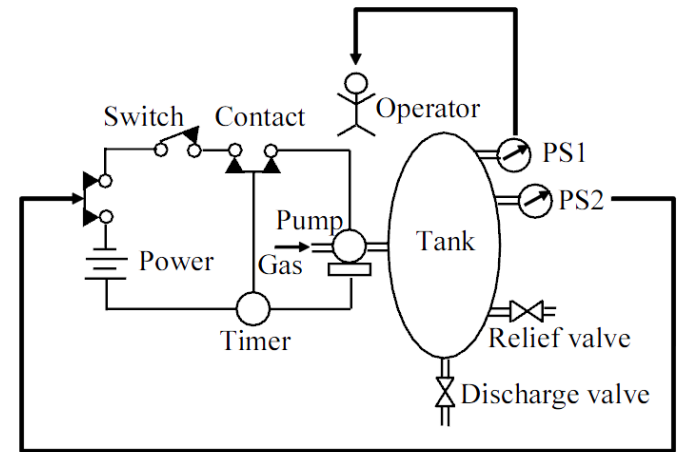 Operator
Switch
Contact
PS1
PS2
Pump
Tank
Power
Gas
Timer
Relief valve
Discharge valve